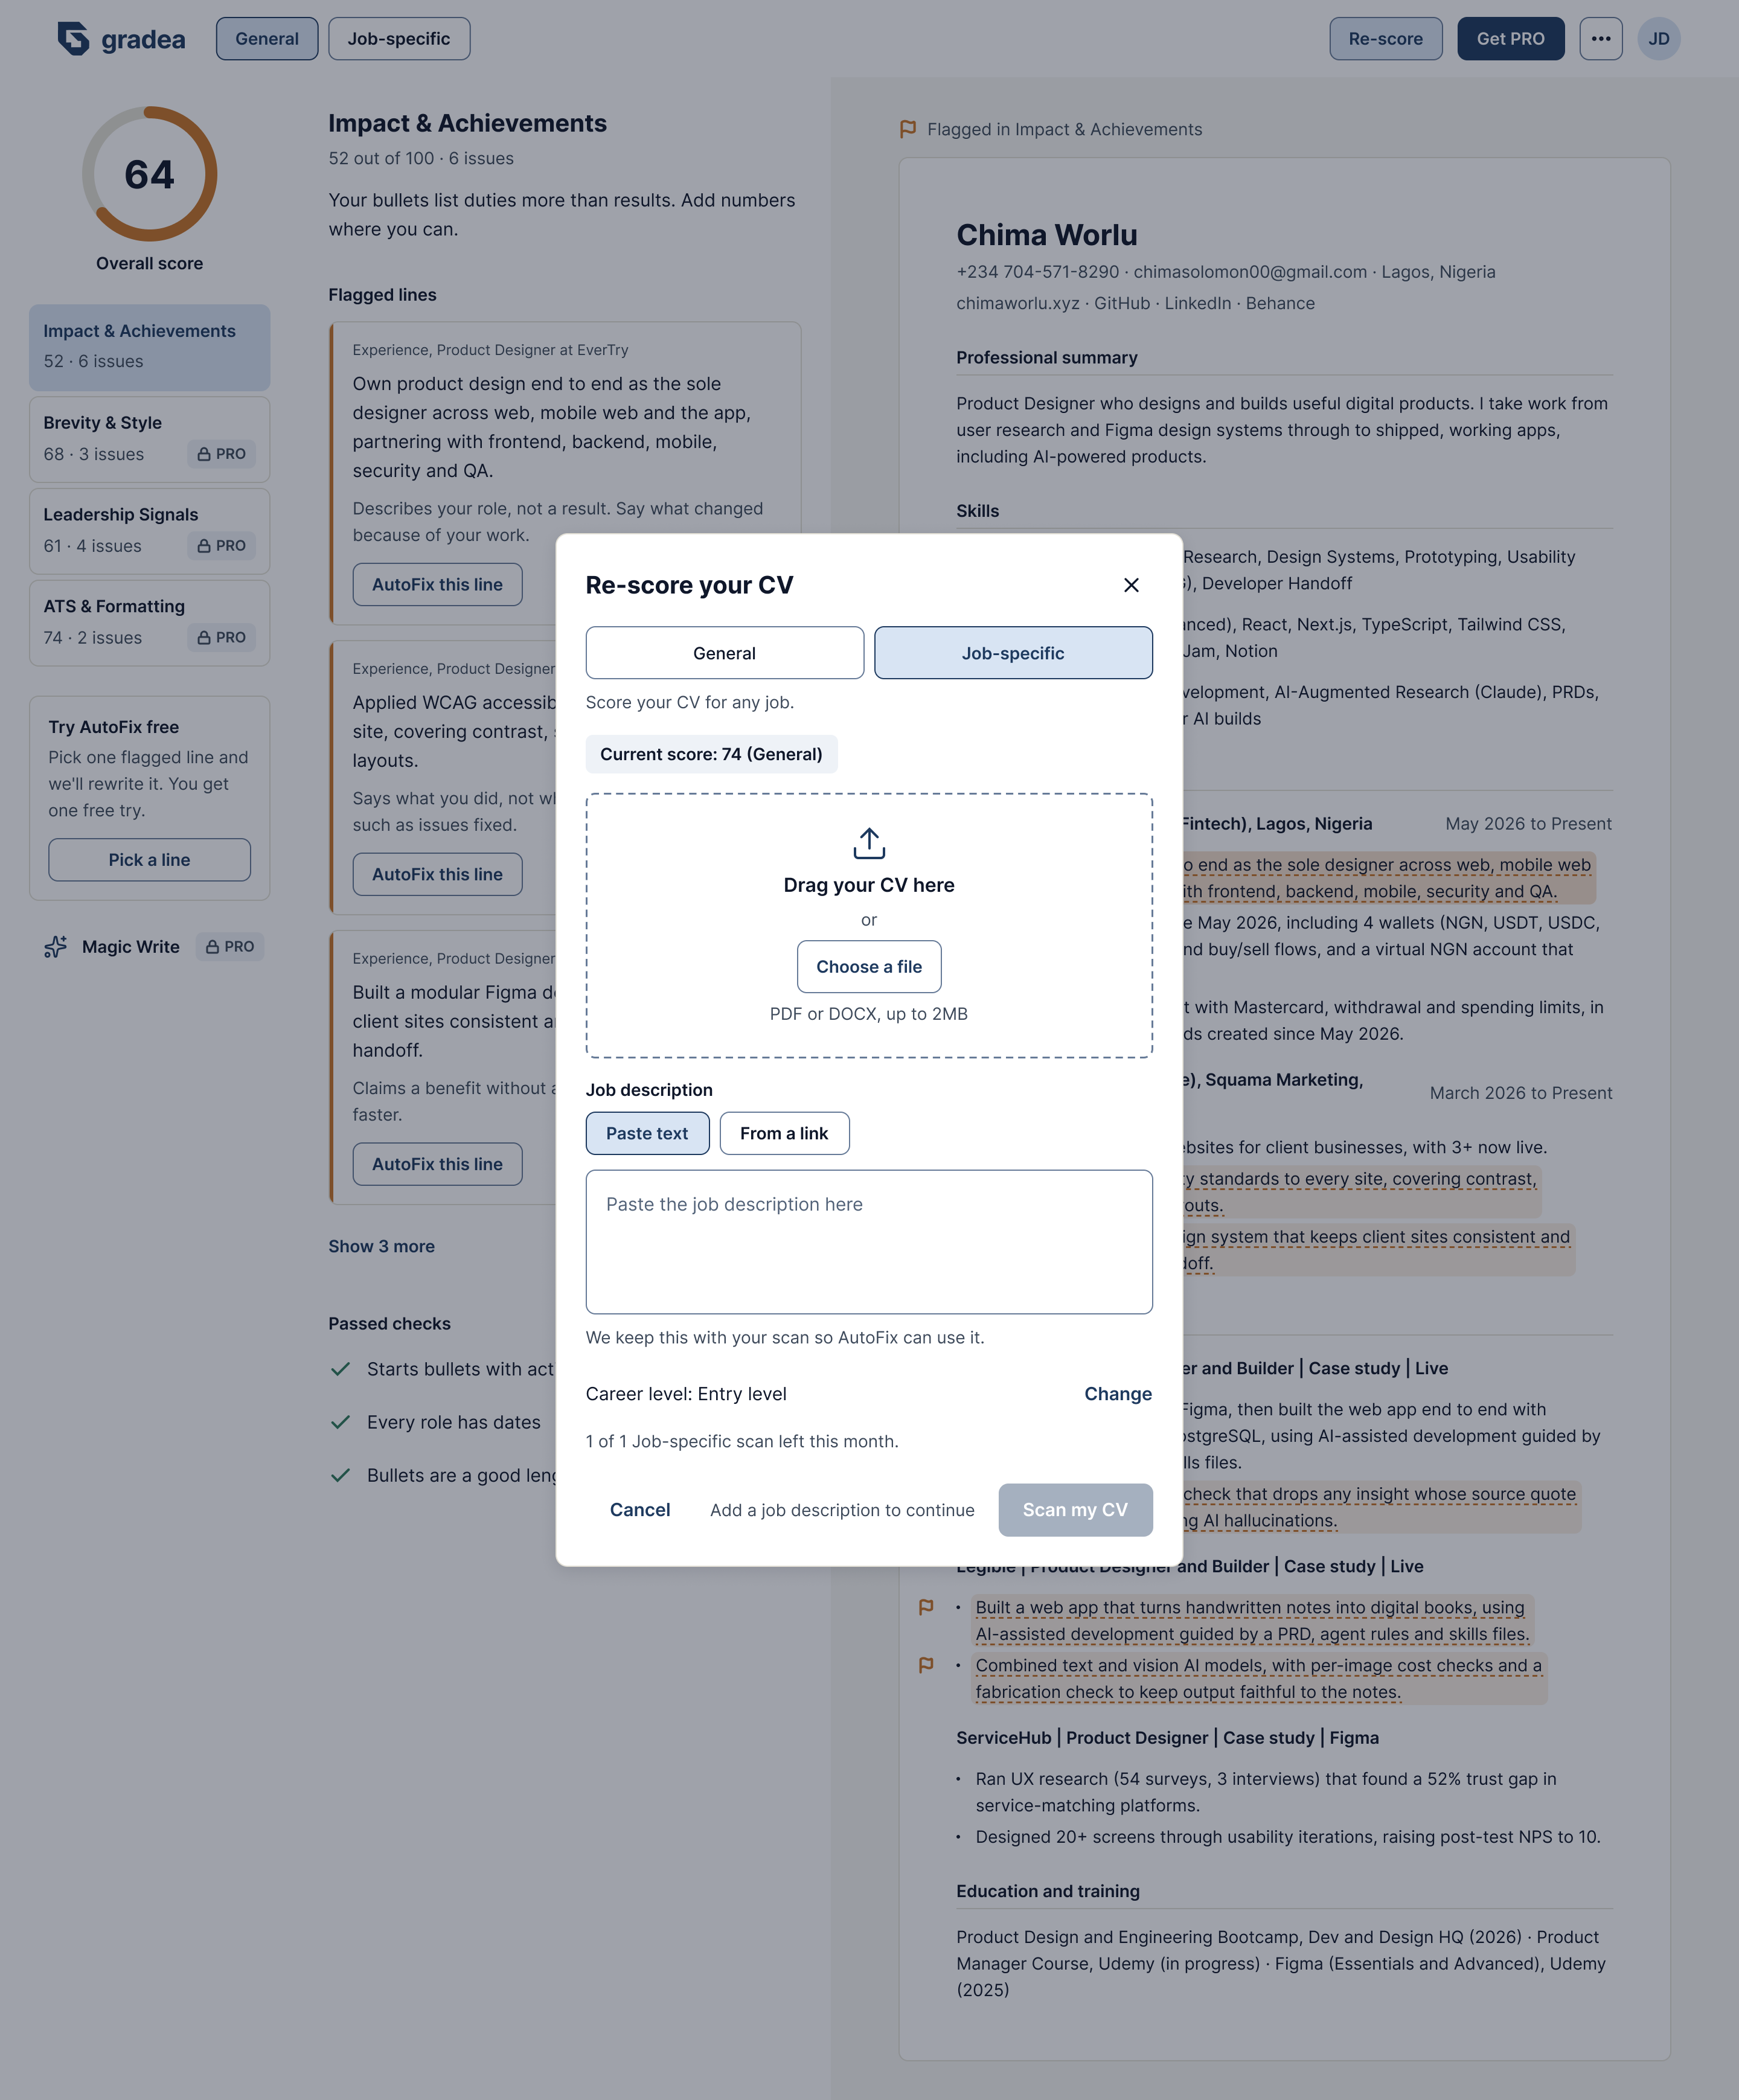 gradea
General
Job-specific
Re-score
Get PRO
JD
64
Overall score
Impact & Achievements
52 · 6 issues
Brevity & Style
68 · 3 issues
PRO
Leadership Signals
61 · 4 issues
PRO
ATS & Formatting
74 · 2 issues
PRO
Try AutoFix free
Pick one flagged line and
we'll rewrite it. You get
one free try.
Pick a line
Magic Write
PRO
Impact & Achievements
52 out of 100 · 6 issues
Your bullets list duties more than results. Add numbers
where you can.
Flagged lines
Experience, Product Designer at EverTry
Own product design end to end as the sole
designer across web, mobile web and the app,
partnering with frontend, backend, mobile,
security and QA.
Describes your role, not a result. Say what changed
because of your work.
AutoFix this line
Experience, Product Designer
Applied WCAG
site, covering contrast,
layouts.
Says what you did, not
such as issues fixed.
AutoFix this line
Experience, Product Designer
Built a modular Figma
client sites consistent
handoff.
Claims a benefit without
faster.
AutoFix this line
Show 3 more
Passed checks
Starts bullets with
Every role has dates
Bullets are a good
Re-score your CV
General
Job-specific
Score your CV for any job.
Current score: 74 (General)
Drag your CV here
or
Choose a file
PDF or DOCX, up to 2MB
Job description
Paste text
From a link
Paste the job description here
We keep this with your scan so AutoFix can use it.
Career level: Entry level
Change
1 of 1 Job-specific scan left this month.
Cancel
Add a job description to continue
Scan my CV
Flagged in Impact & Achievements
Chima Worlu
+234 704-571-8290 · chimasolomon00@gmail.com · Lagos, Nigeria
chimaworlu.xyz · GitHub · LinkedIn · Behance
Professional summary
Product Designer who designs and builds useful digital products. I take work from
user research and Figma design systems through to shipped, working apps,
including AI-powered products.
Skills
Research, Design Systems, Prototyping, Usability
Developer Handoff
React, Next.js, TypeScript, Tailwind CSS,
Jam, Notion
AI-Augmented Research (Claude), PRDs,
AI builds
Fintech), Lagos, Nigeria
May 2026 to Present
end as the sole designer across web, mobile web
frontend, backend, mobile, security and QA.
May 2026, including 4 wallets (NGN, USDT, USDC,
buy/sell flows, and a virtual NGN account that
with Mastercard, withdrawal and spending limits, in
created since May 2026.
Squama Marketing,
March 2026 to Present
for client businesses, with 3+ now live.
standards to every site, covering contrast,
system that keeps client sites consistent and
and Builder | Case study | Live
Figma, then built the web app end to end with
using AI-assisted development guided by
files.
check that drops any insight whose source quote
AI hallucinations.
Legible | Product Designer and Builder | Case study | Live
• Built a web app that turns handwritten notes into digital books, using
AI-assisted development guided by a PRD, agent rules and skills files.
• Combined text and vision AI models, with per-image cost checks and a
fabrication check to keep output faithful to the notes.
ServiceHub | Product Designer | Case study | Figma
• Ran UX research (54 surveys, 3 interviews) that found a 52% trust gap in
service-matching platforms.
• Designed 20+ screens through usability iterations, raising post-test NPS to 10.
Education and training
Product Design and Engineering Bootcamp, Dev and Design HQ (2026) · Product
Manager Course, Udemy (in progress) · Figma (Essentials and Advanced), Udemy
(2025)